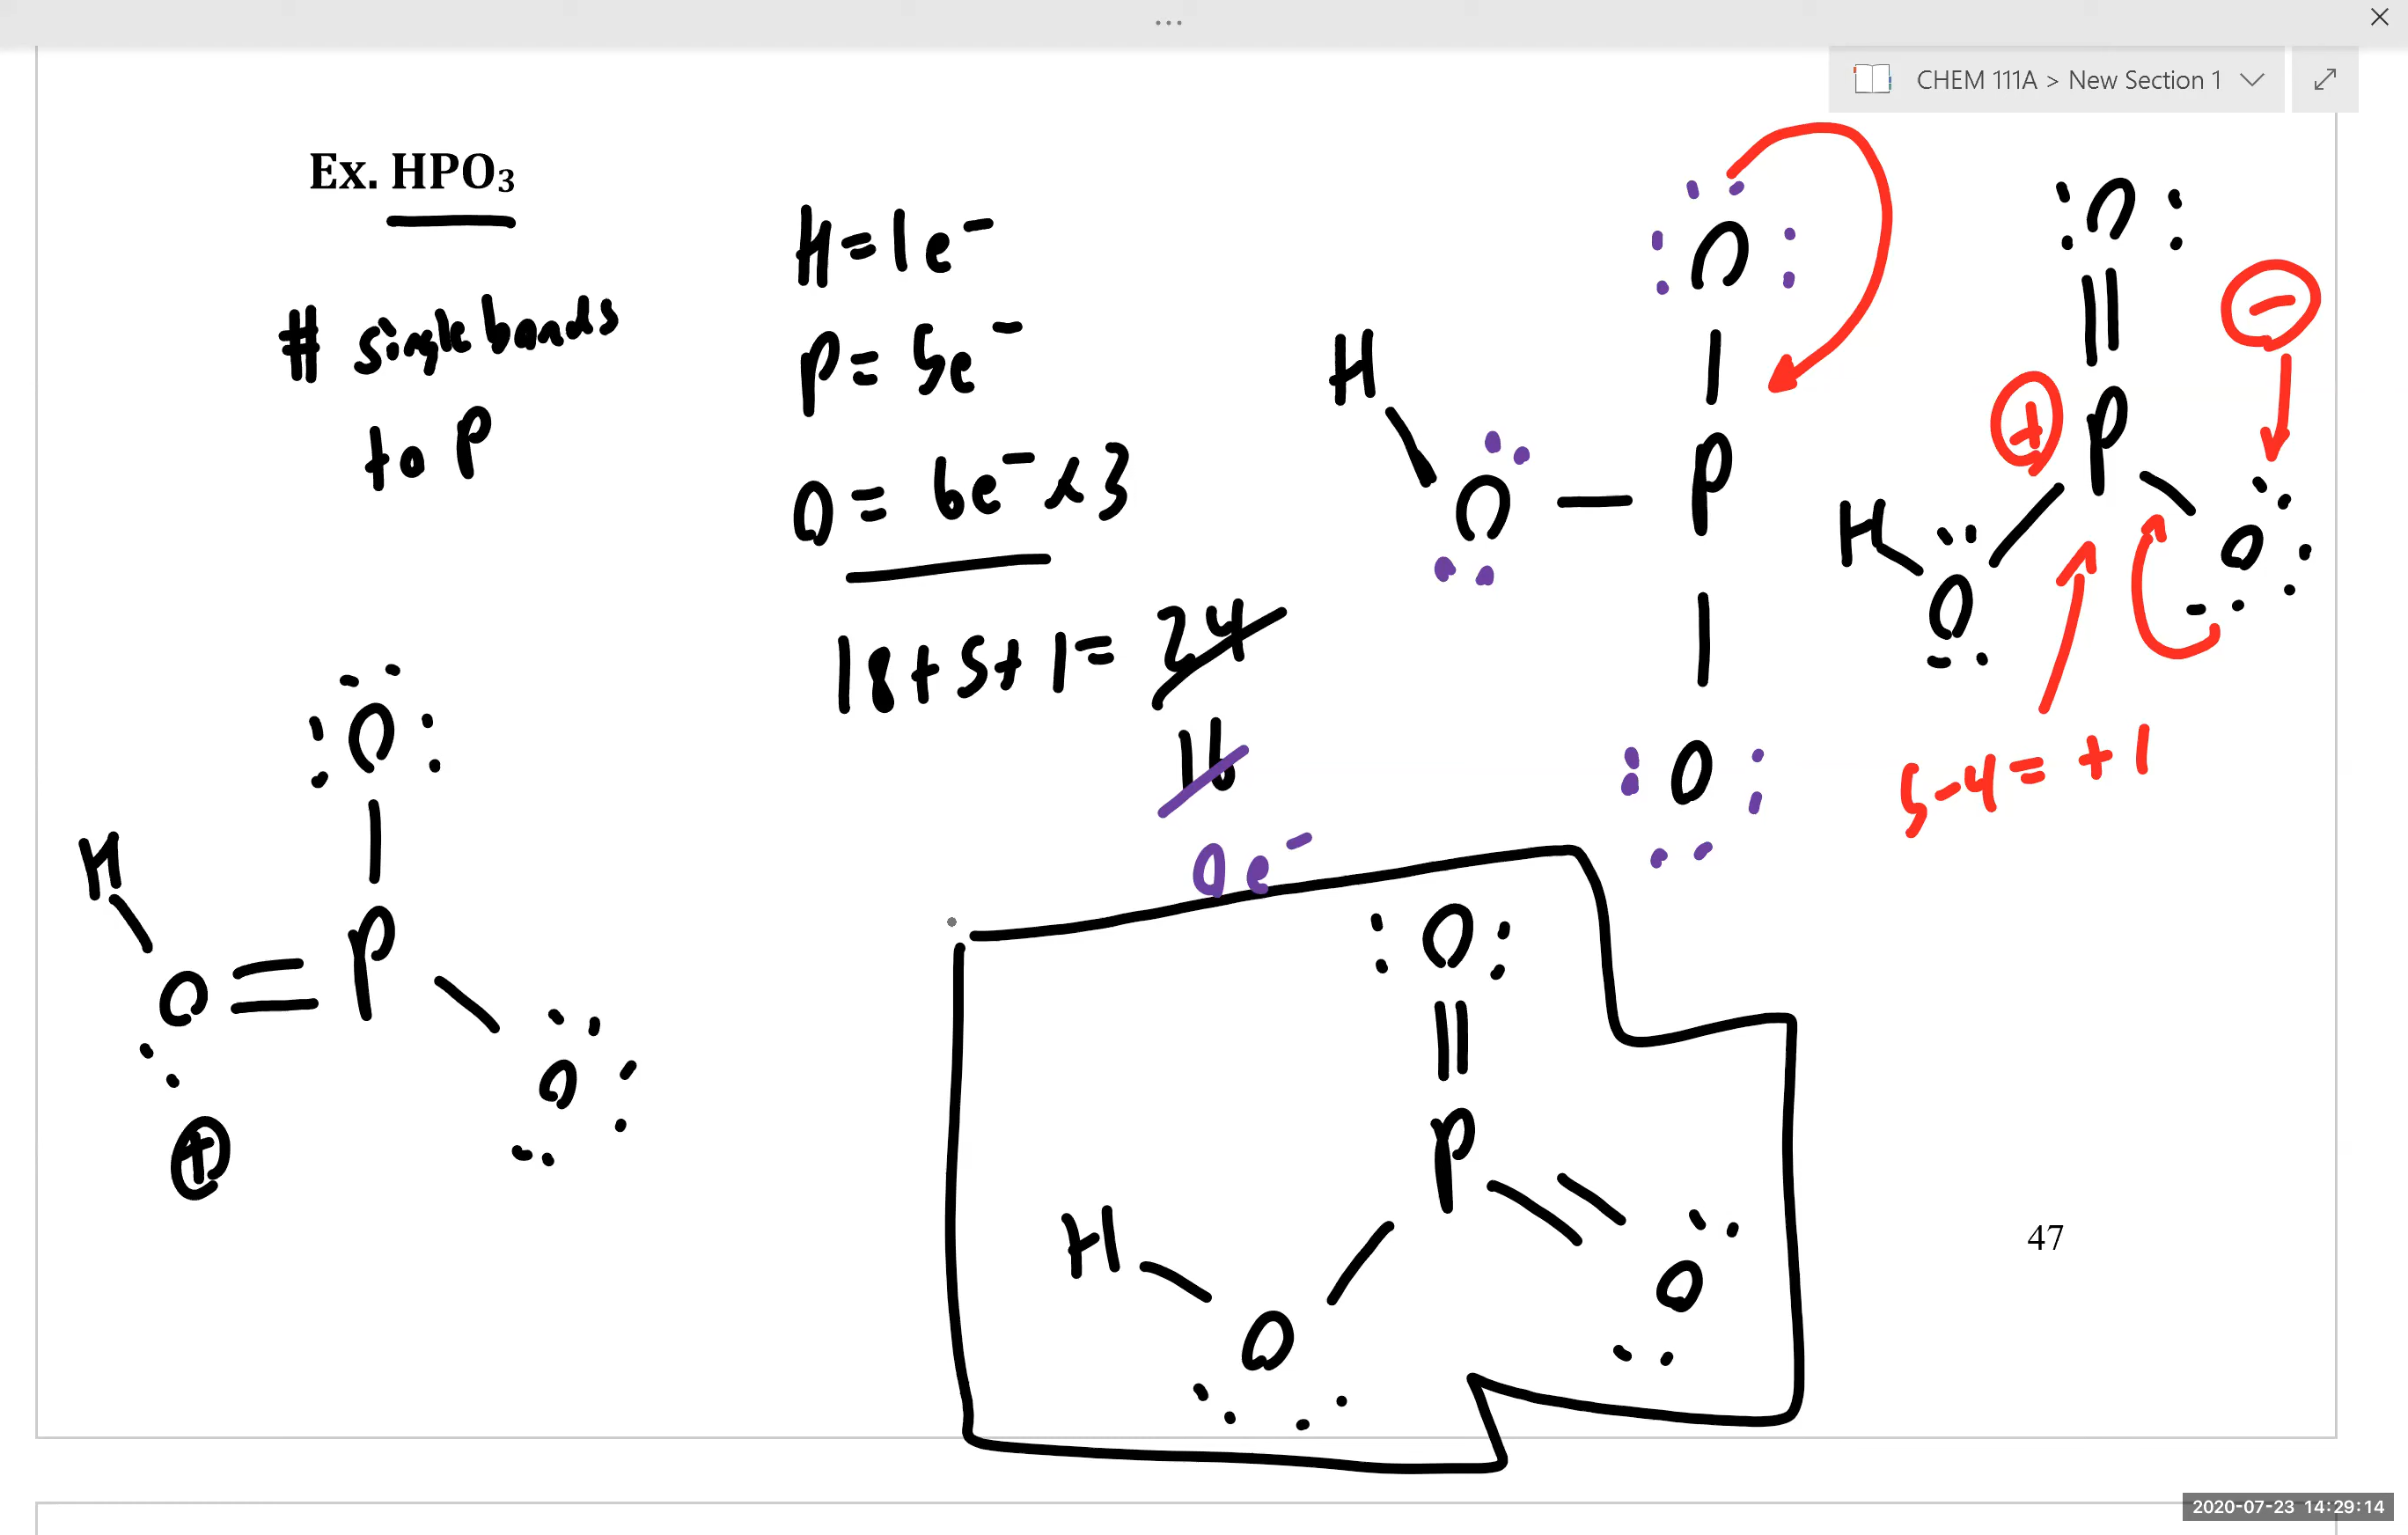 CHEM 111A > New Section 1
Ex. HPO₃
# single bonds
to P
H = 1e⁻
P = 5e⁻
O = 6e⁻ x3
18 + 5 + 1 = 24
16
0e⁻
O
H
O – P
O
O
P
+
−
H
O
O
5 - 4 = +1
O
H
O = P
O
+
O
P
H
O
O
47
2020-07-23 14:29:14